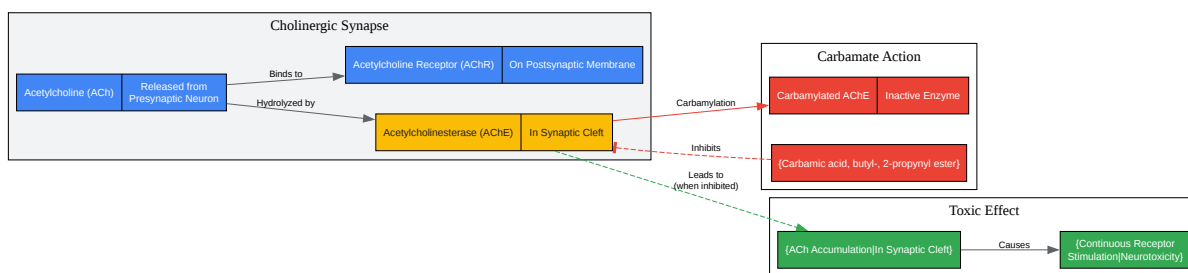 Cholinergic Synapse
Acetylcholine (ACh)
Released from
Presynaptic Neuron
Binds to
Hydrolyzed by
Acetylcholine Receptor (AChR)
On Postsynaptic Membrane
Acetylcholinesterase (AChE)
In Synaptic Cleft
Carbamylation
Inhibits
Leads to
(when inhibited)
Carbamate Action
Carbamylated AChE
Inactive Enzyme
{Carbamic acid, butyl-, 2-propynyl ester}
Toxic Effect
{ACh Accumulation|In Synaptic Cleft}
Causes
{Continuous Receptor
Stimulation|Neurotoxicity}